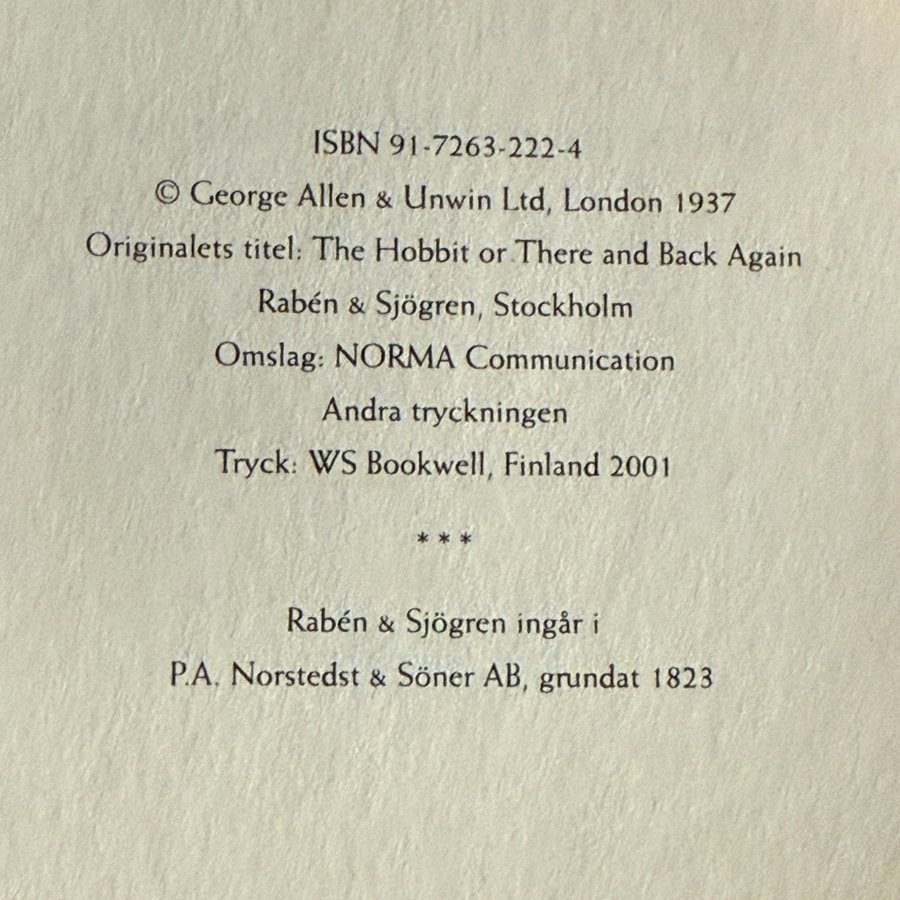 ISBN 91-7263-222-4
© George Allen & Unwin Ltd, London 1937
Originalets titel: The Hobbit or There and Back Again
Rabén & Sjögren, Stockholm
Omslag: NORMA Communication
Andra tryckningen
Tryck: WS Bookwell, Finland 2001
* * *
Rabén & Sjögren ingår i
P.A. Norstedst & Söner AB, grundat 1823